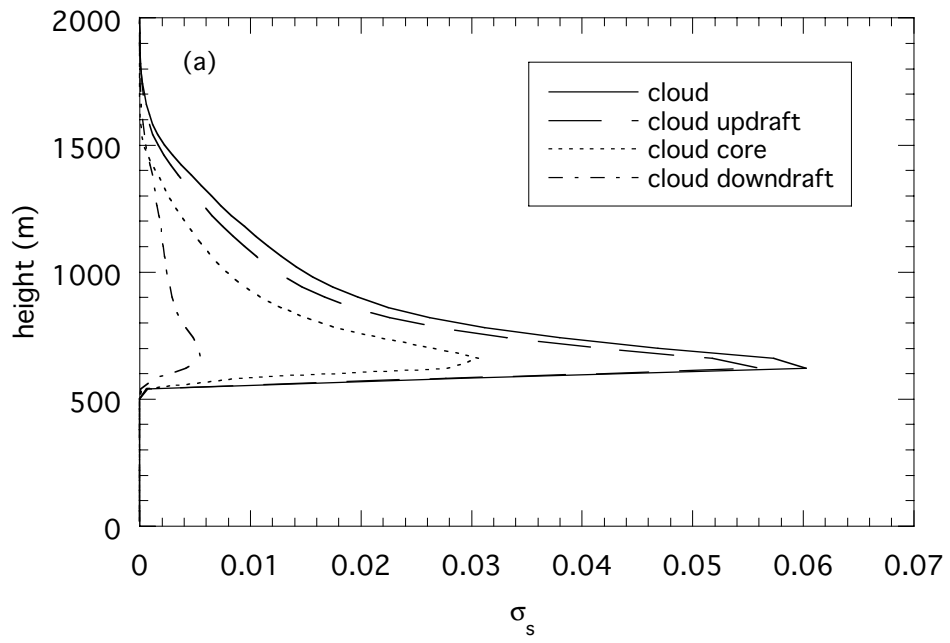 2000
(a)
cloud
cloud updraft
cloud core
cloud downdraft
1500
height (m)
1000
500
0
0 0.01 0.02 0.03 0.04 0.05 0.06 0.07
σs